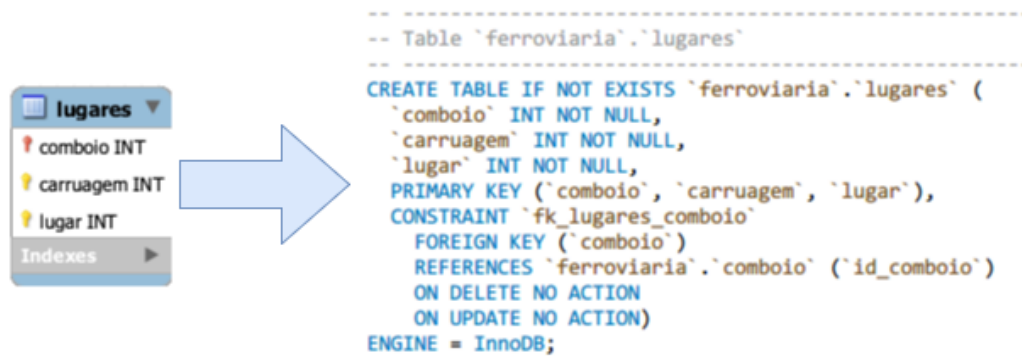 lugares
comboio INT
carruagem INT
lugar INT
Indexes
-- ----------------------------------------------------
-- Table `ferroviaria`.`lugares`
-- ----------------------------------------------------
CREATE TABLE IF NOT EXISTS `ferroviaria`.`lugares` (
  `comboio` INT NOT NULL,
  `carruagem` INT NOT NULL,
  `lugar` INT NOT NULL,
  PRIMARY KEY (`comboio`, `carruagem`, `lugar`),
  CONSTRAINT `fk_lugares_comboio`
    FOREIGN KEY (`comboio`)
    REFERENCES `ferroviaria`.`comboio` (`id_comboio`)
    ON DELETE NO ACTION
    ON UPDATE NO ACTION)
ENGINE = InnoDB;